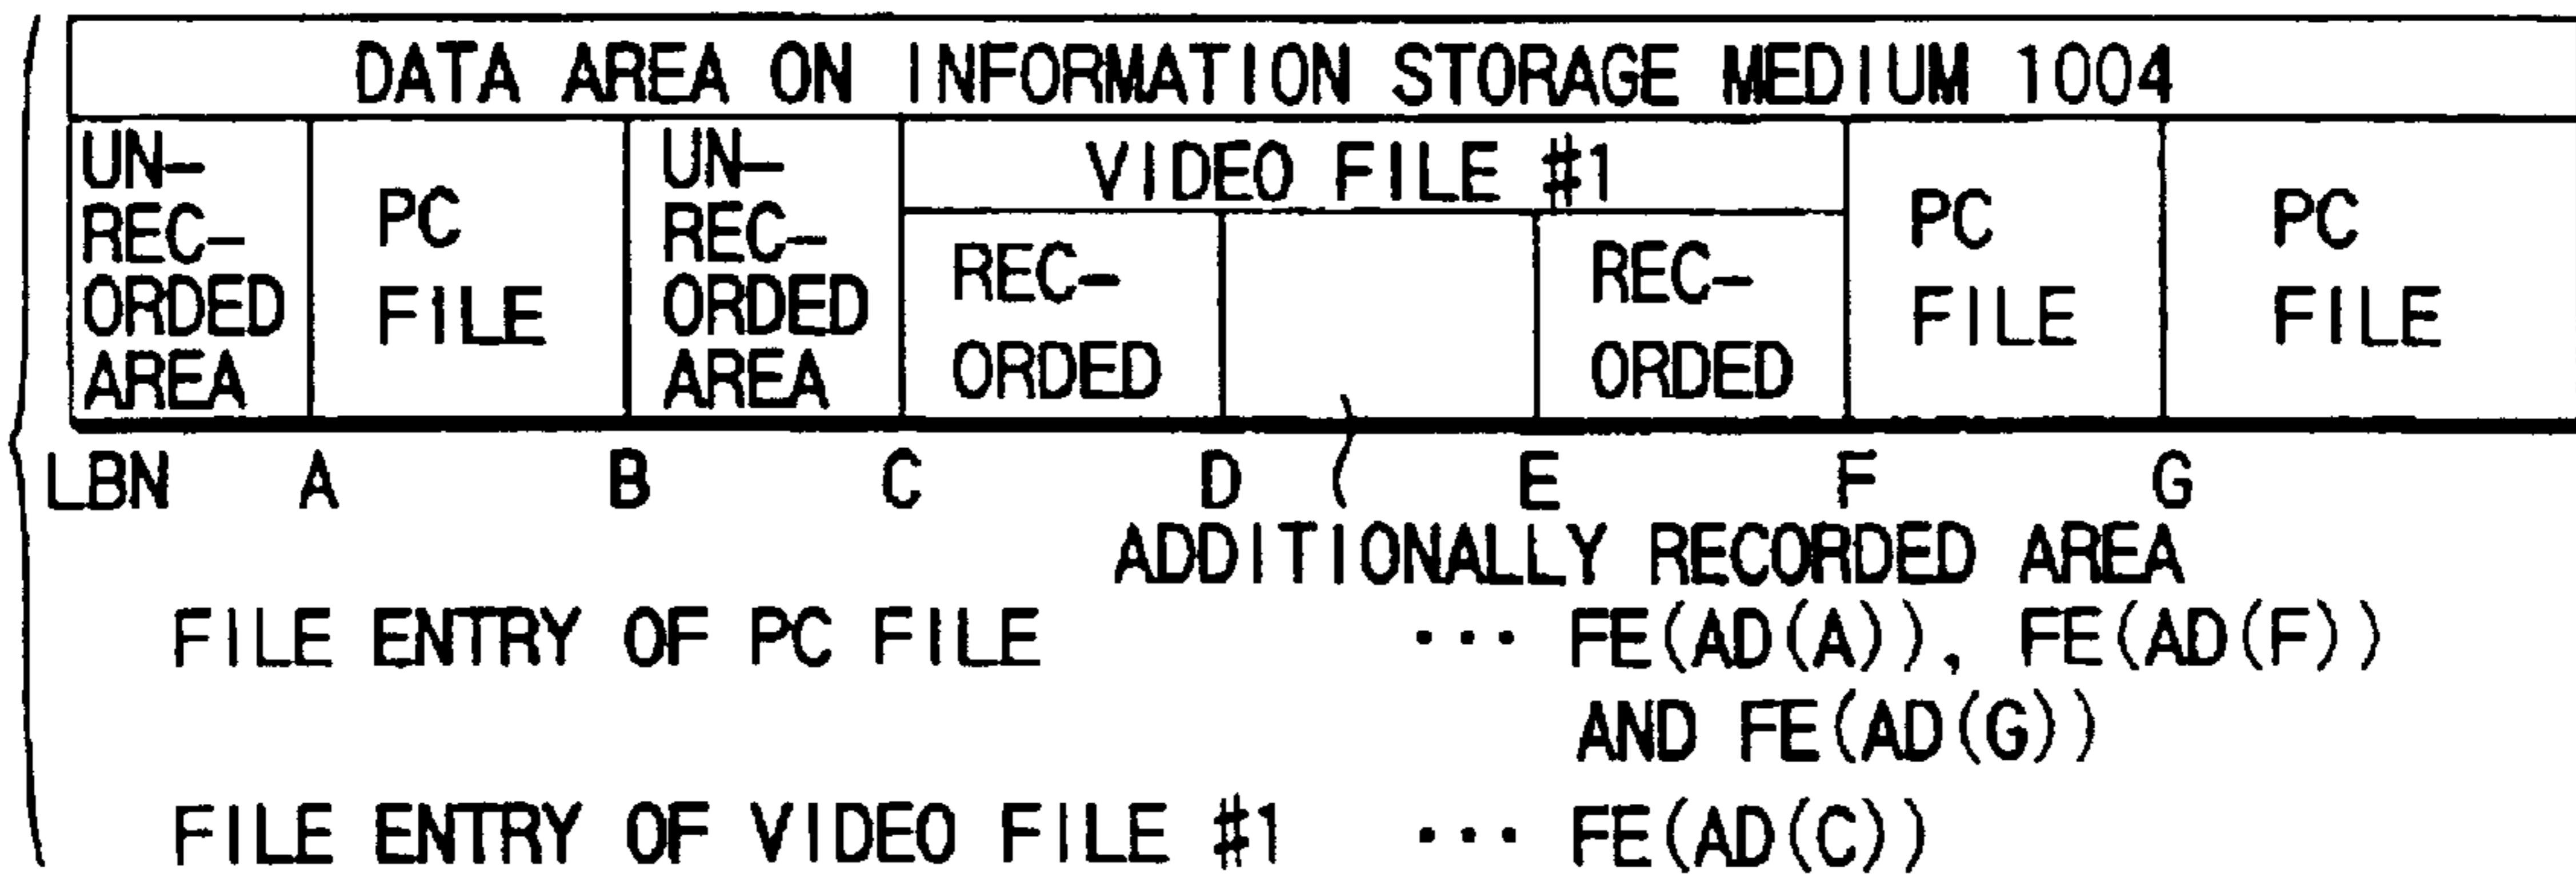 DATA AREA ON INFORMATION STORAGE MEDIUM 1004
UN-
REC-
ORDED
AREA
PC
FILE
UN-
REC-
ORDED
AREA
VIDEO FILE #1
REC-
ORDED
REC-
ORDED
PC
FILE
PC
FILE
LBN A B C D E F G
ADDITIONALLY RECORDED AREA
FILE ENTRY OF PC FILE ... FE(AD(A)), FE(AD(F))
AND FE(AD(G))
FILE ENTRY OF VIDEO FILE #1 ... FE(AD(C))